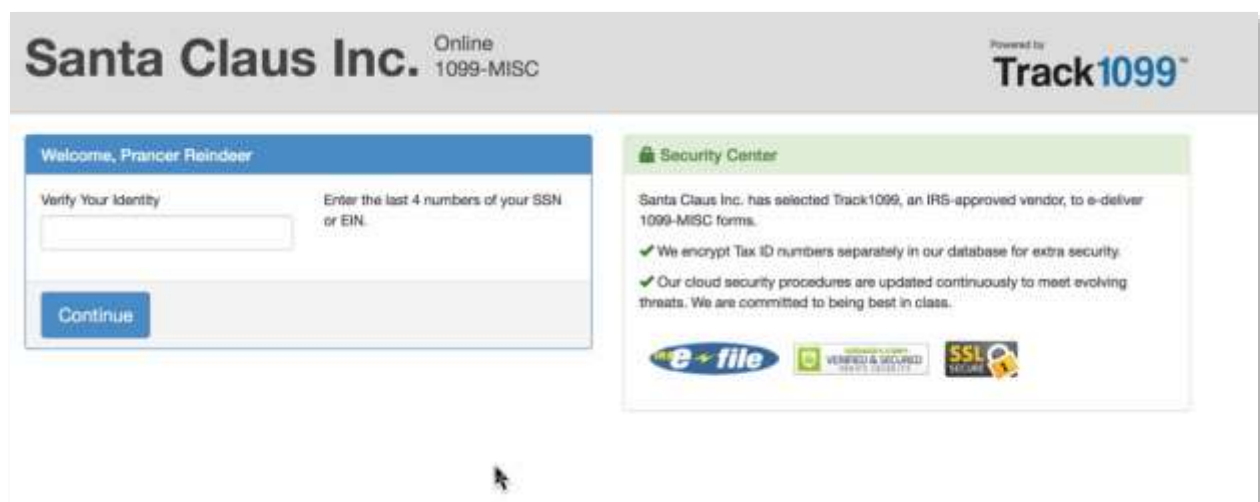 Santa Claus Inc. Online
1099-MISC
Powered by
Track1099™
Welcome, Prancer Reindeer
Verify Your Identity
Enter the last 4 numbers of your SSN
or EIN.
Continue
Security Center
Santa Claus Inc. has selected Track1099, an IRS-approved vendor, to e-deliver
1099-MISC forms.
We encrypt Tax ID numbers separately in our database for extra security.
Our cloud security procedures are updated continuously to meet evolving
threats. We are committed to being best in class.
e file
VERIFIED & SECURED
SSL
SECURE